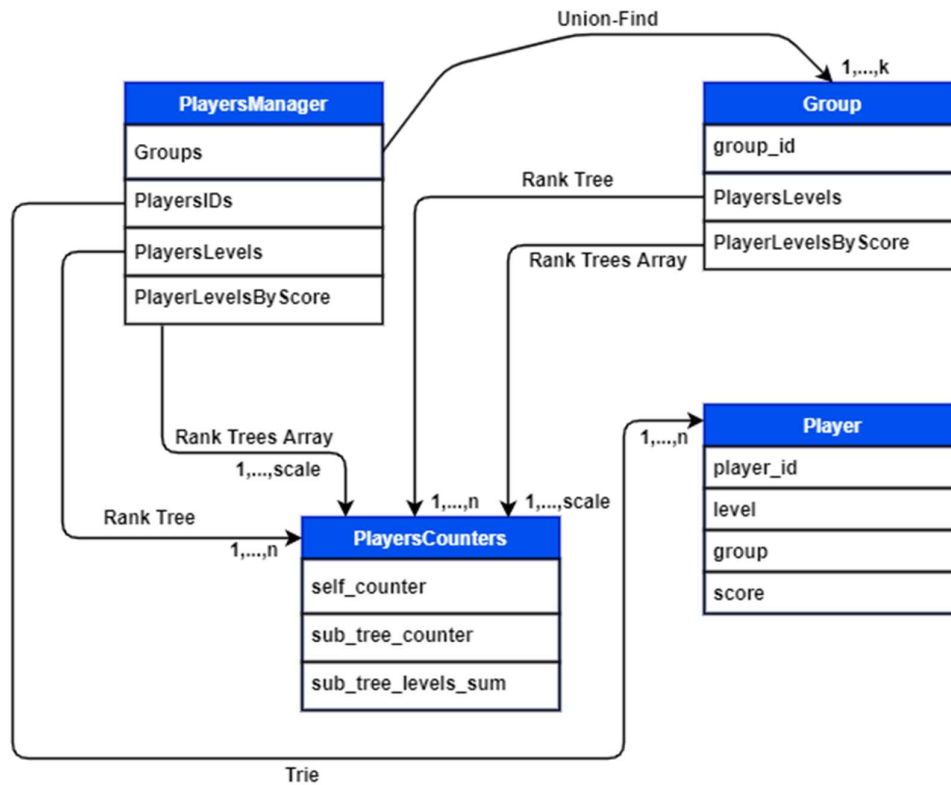 Union-Find
1,...,k
PlayersManager
Groups
PlayersIDs
PlayersLevels
PlayerLevelsByScore
Group
group_id
PlayersLevels
PlayerLevelsByScore
Rank Tree
Rank Trees Array
Rank Trees Array
1,...,scale
Rank Tree
1,...,n
1,...,n
1,...,scale
PlayersCounters
self_counter
sub_tree_counter
sub_tree_levels_sum
1,...,n
Player
player_id
level
group
score
Trie